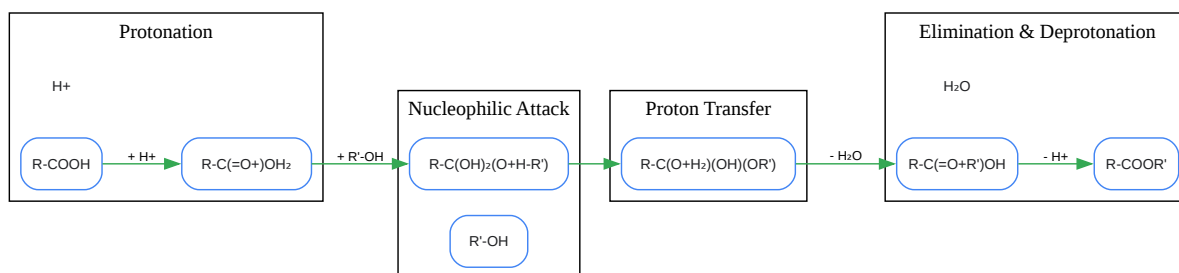 Protonation
H+
R-COOH
+ H+
R-C(=O+)OH₂
+ R'-OH
Nucleophilic Attack
R-C(OH)₂(O+H-R')
R'-OH
Proton Transfer
R-C(O+H₂)(OH)(OR')
- H₂O
Elimination & Deprotonation
H₂O
R-C(=O+R')OH
- H+
R-COOR'